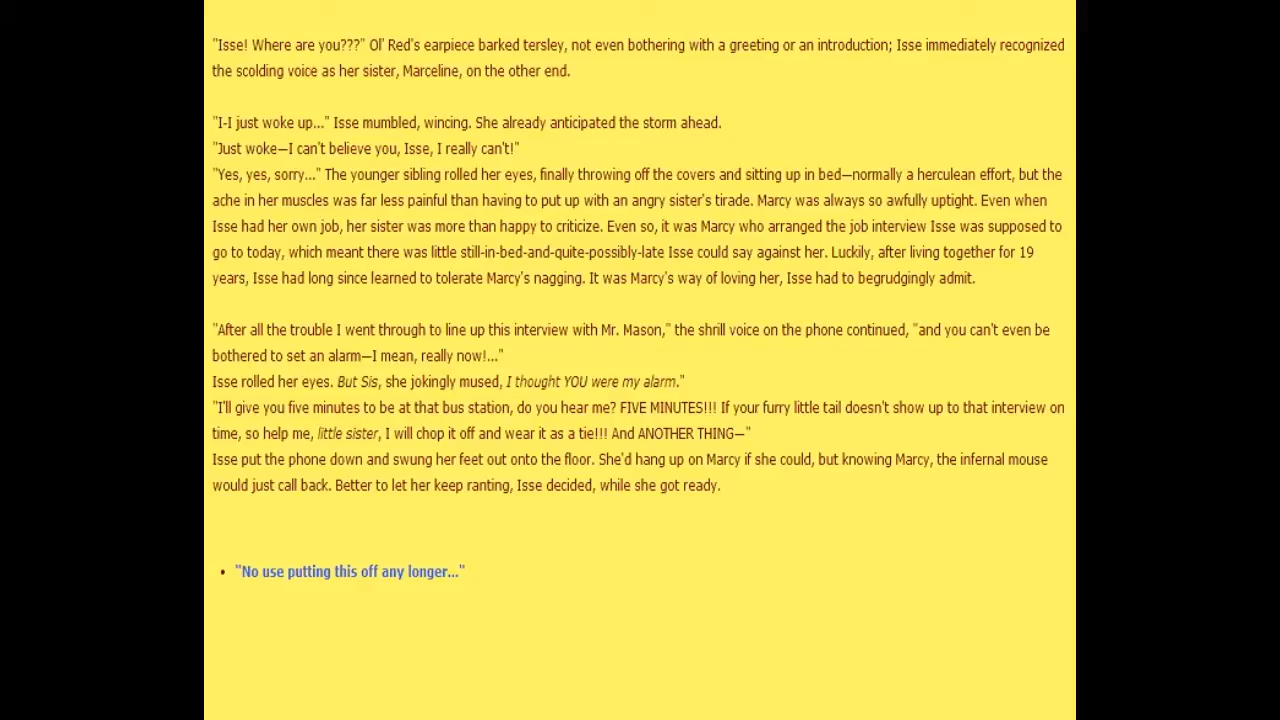 "Isse! Where are you???" Ol' Red's earpiece barked tersley, not even bothering with a greeting or an introduction; Isse immediately recognized
the scolding voice as her sister, Marceline, on the other end.
"I-I just woke up..." Isse mumbled, wincing. She already anticipated the storm ahead.
"Just woke—I can't believe you, Isse, I really can't!"
"Yes, yes, sorry..." The younger sibling rolled her eyes, finally throwing off the covers and sitting up in bed—normally a herculean effort, but the
ache in her muscles was far less painful than having to put up with an angry sister's tirade. Marcy was always so awfully uptight. Even when
Isse had her own job, her sister was more than happy to criticize. Even so, it was Marcy who arranged the job interview Isse was supposed to
go to today, which meant there was little still-in-bed-and-quite-possibly-late Isse could say against her. Luckily, after living together for 19
years, Isse had long since learned to tolerate Marcy's nagging. It was Marcy's way of loving her, Isse had to begrudgingly admit.
"After all the trouble I went through to line up this interview with Mr. Mason," the shrill voice on the phone continued, "and you can't even be
bothered to set an alarm—I mean, really now!..."
Isse rolled her eyes. But Sis, she jokingly mused, I thought YOU were my alarm."
"I'll give you five minutes to be at that bus station, do you hear me? FIVE MINUTES!!! If your furry little tail doesn't show up to that interview on
time, so help me, little sister, I will chop it off and wear it as a tie!!! And ANOTHER THING—"
Isse put the phone down and swung her feet out onto the floor. She'd hang up on Marcy if she could, but knowing Marcy, the infernal mouse
would just call back. Better to let her keep ranting, Isse decided, while she got ready.
• "No use putting this off any longer..."